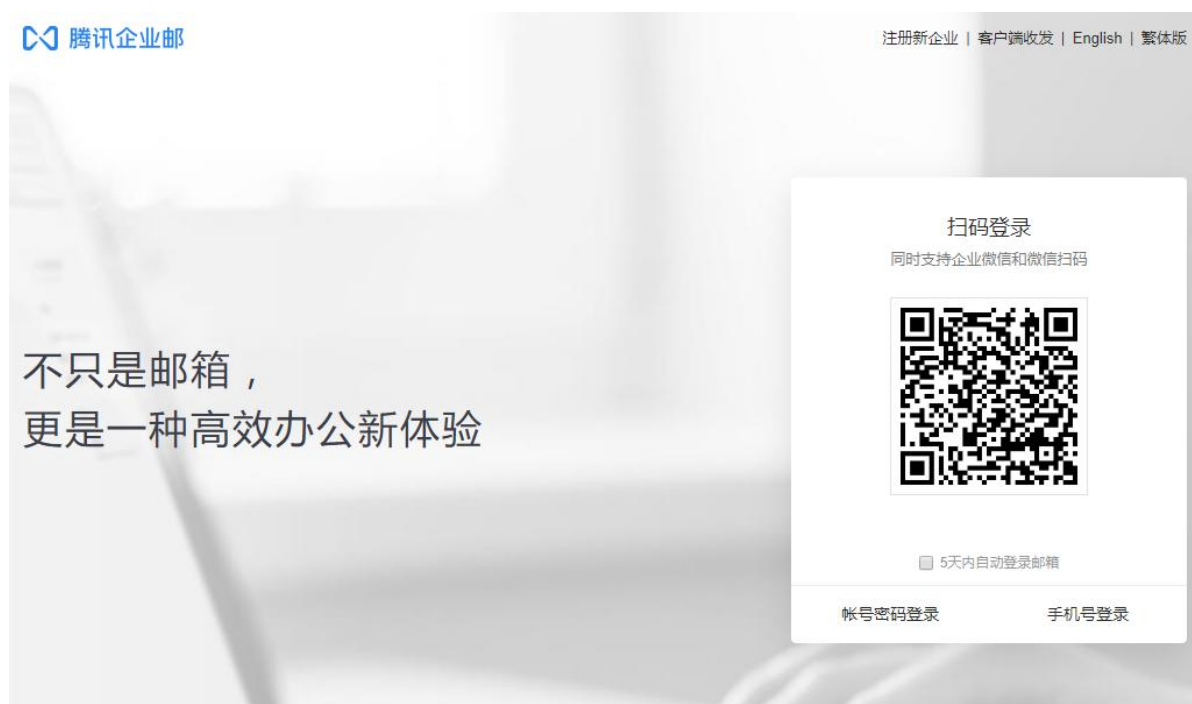 腾讯企业邮
注册新企业 | 客户端收发 | English | 繁体版
扫码登录
同时支持企业微信和微信扫码
不只是邮箱，
更是一种高效办公新体验
5天内自动登录邮箱
帐号密码登录
手机号登录